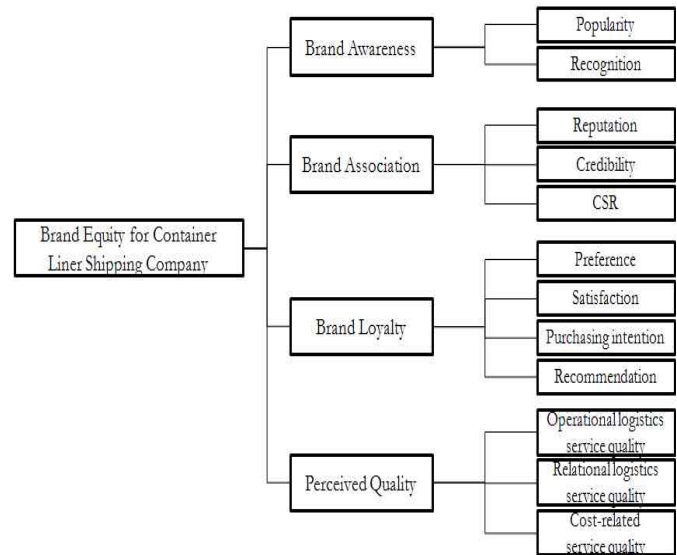 Brand Equity for Container
Liner Shipping Company
Brand Awareness
Popularity
Recognition
Brand Association
Reputation
Credibility
CSR
Brand Loyalty
Preference
Satisfaction
Purchasing intention
Recommendation
Perceived Quality
Operational logistics
service quality
Relational logistics
service quality
Cost-related
service quality